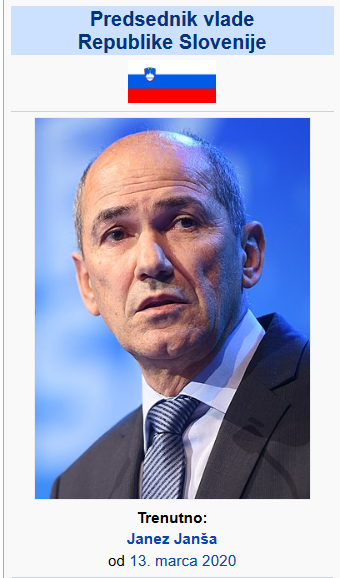 Predsednik vlade
Republike Slovenije
Trenutno:
Janez Janša
od 13. marca 2020